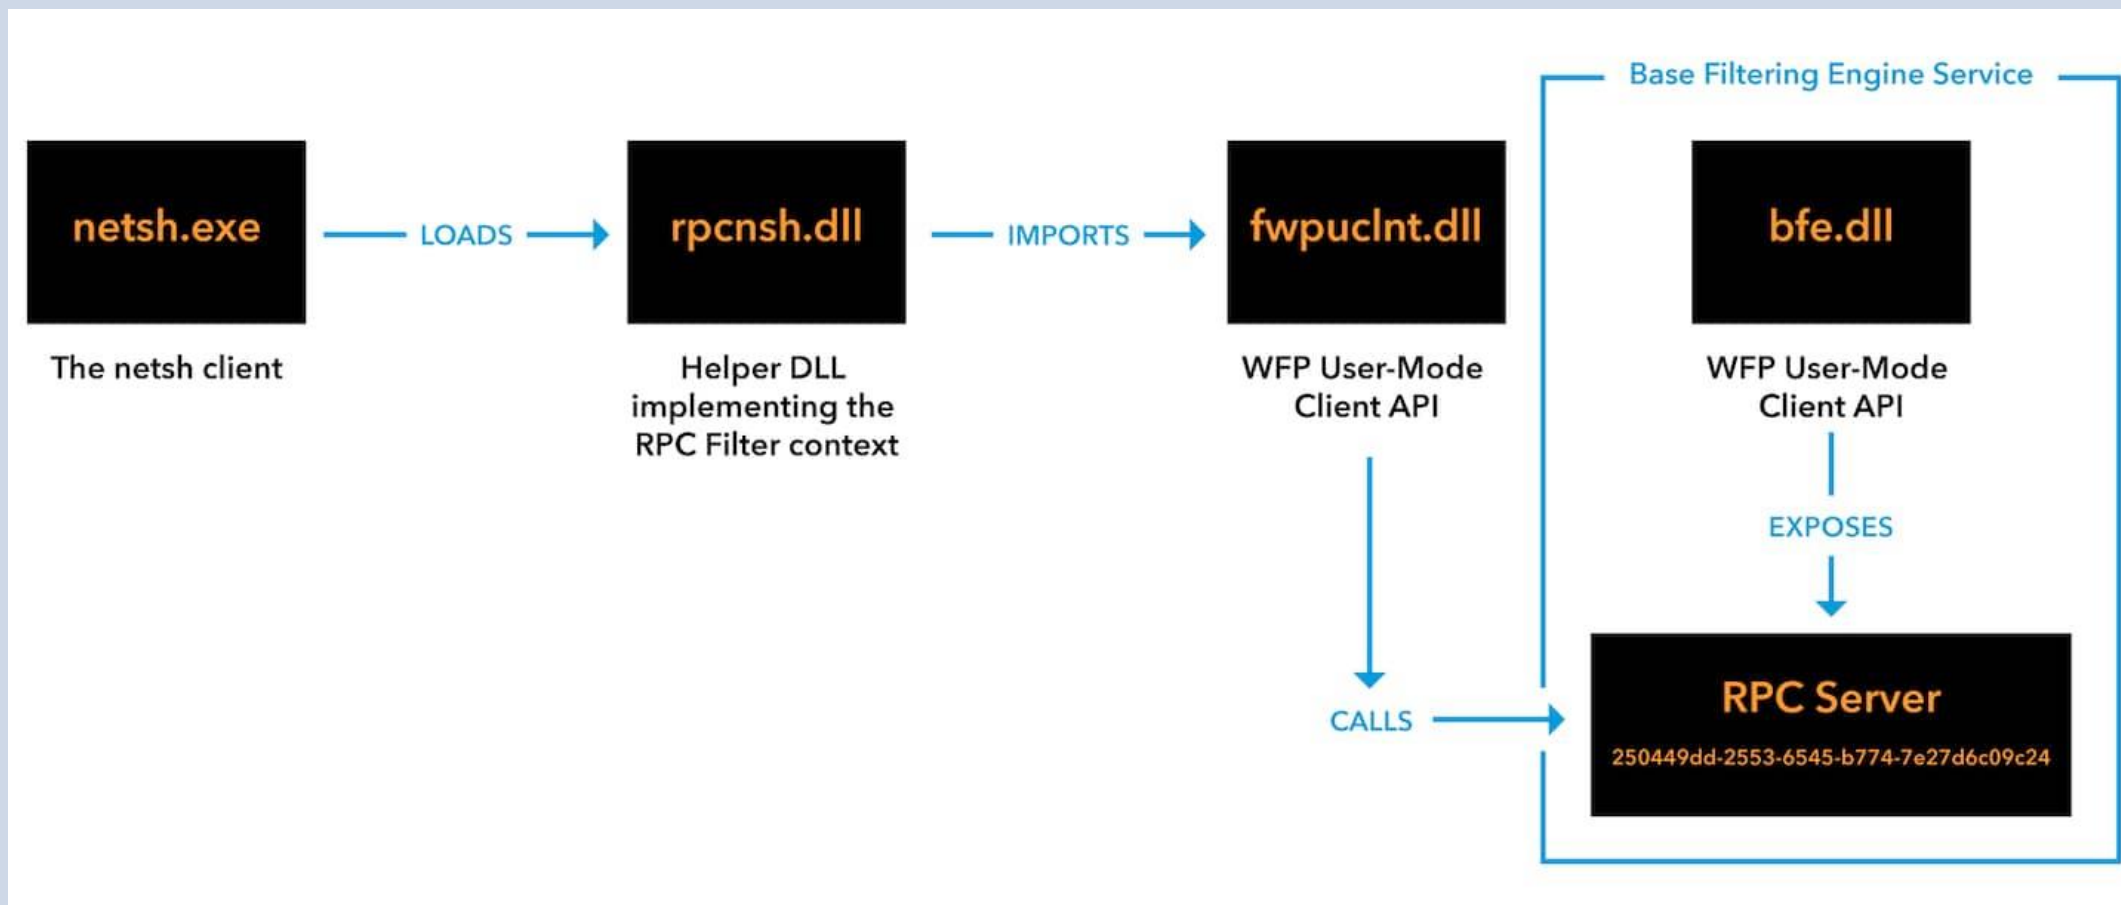 Base Filtering Engine Service
netsh.exe
LOADS
rpcnsh.dll
IMPORTS
fwpuclnt.dll
bfe.dll
The netsh client
Helper DLL
implementing the
RPC Filter context
WFP User-Mode
Client API
WFP User-Mode
Client API
EXPOSES
CALLS
RPC Server
250449dd-2553-6545-b774-7e27d6c09c24